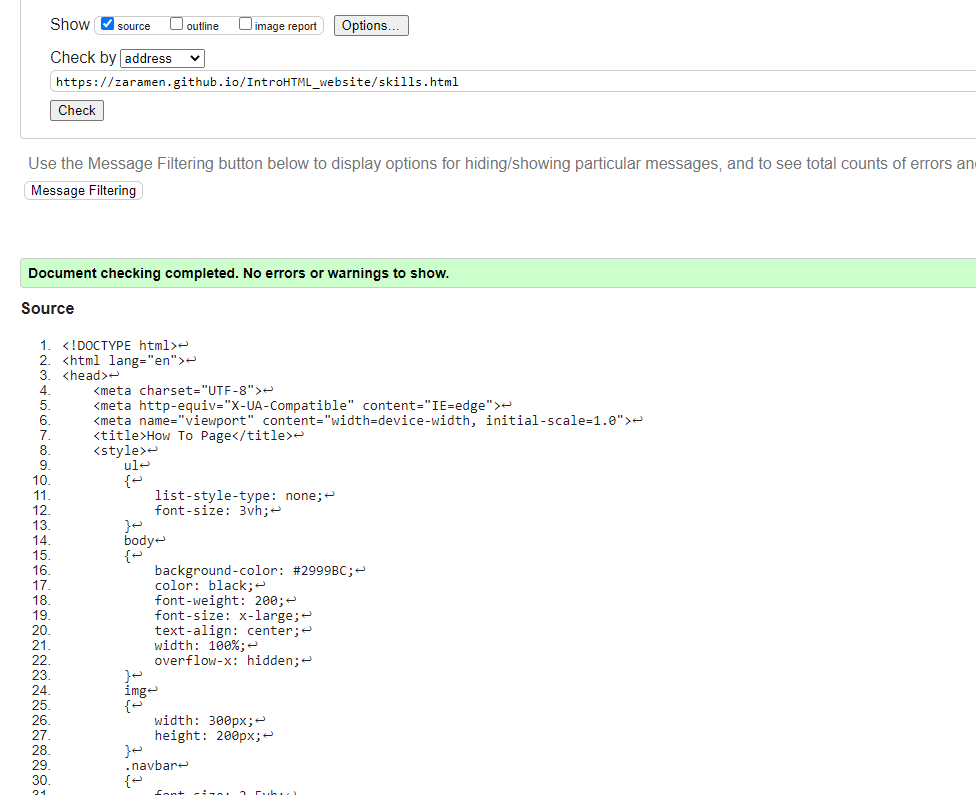 Show source outline image report Options...
Check by address
https://zaramen.github.io/IntroHTML_website/skills.html
Check
Use the Message Filtering button below to display options for hiding/showing particular messages, and to see total counts of errors an
Message Filtering
Document checking completed. No errors or warnings to show.
Source
1. <!DOCTYPE html>↩
2. <html lang="en">↩
3. <head>↩
4. <meta charset="UTF-8">↩
5. <meta http-equiv="X-UA-Compatible" content="IE=edge">↩
6. <meta name="viewport" content="width=device-width, initial-scale=1.0">↩
7. <title>How To Page</title>↩
8. <style>↩
9. ul↩
10. {↩
11. list-style-type: none;↩
12. font-size: 3vh;↩
13. }↩
14. body↩
15. {↩
16. background-color: #2999BC;↩
17. color: black;↩
18. font-weight: 200;↩
19. font-size: x-large;↩
20. text-align: center;↩
21. width: 100%;↩
22. overflow-x: hidden;↩
23. }↩
24. img↩
25. {↩
26. width: 300px;↩
27. height: 200px;↩
28. }↩
29. .navbar↩
30. {↩
31. font-size: 2.5vh;↩